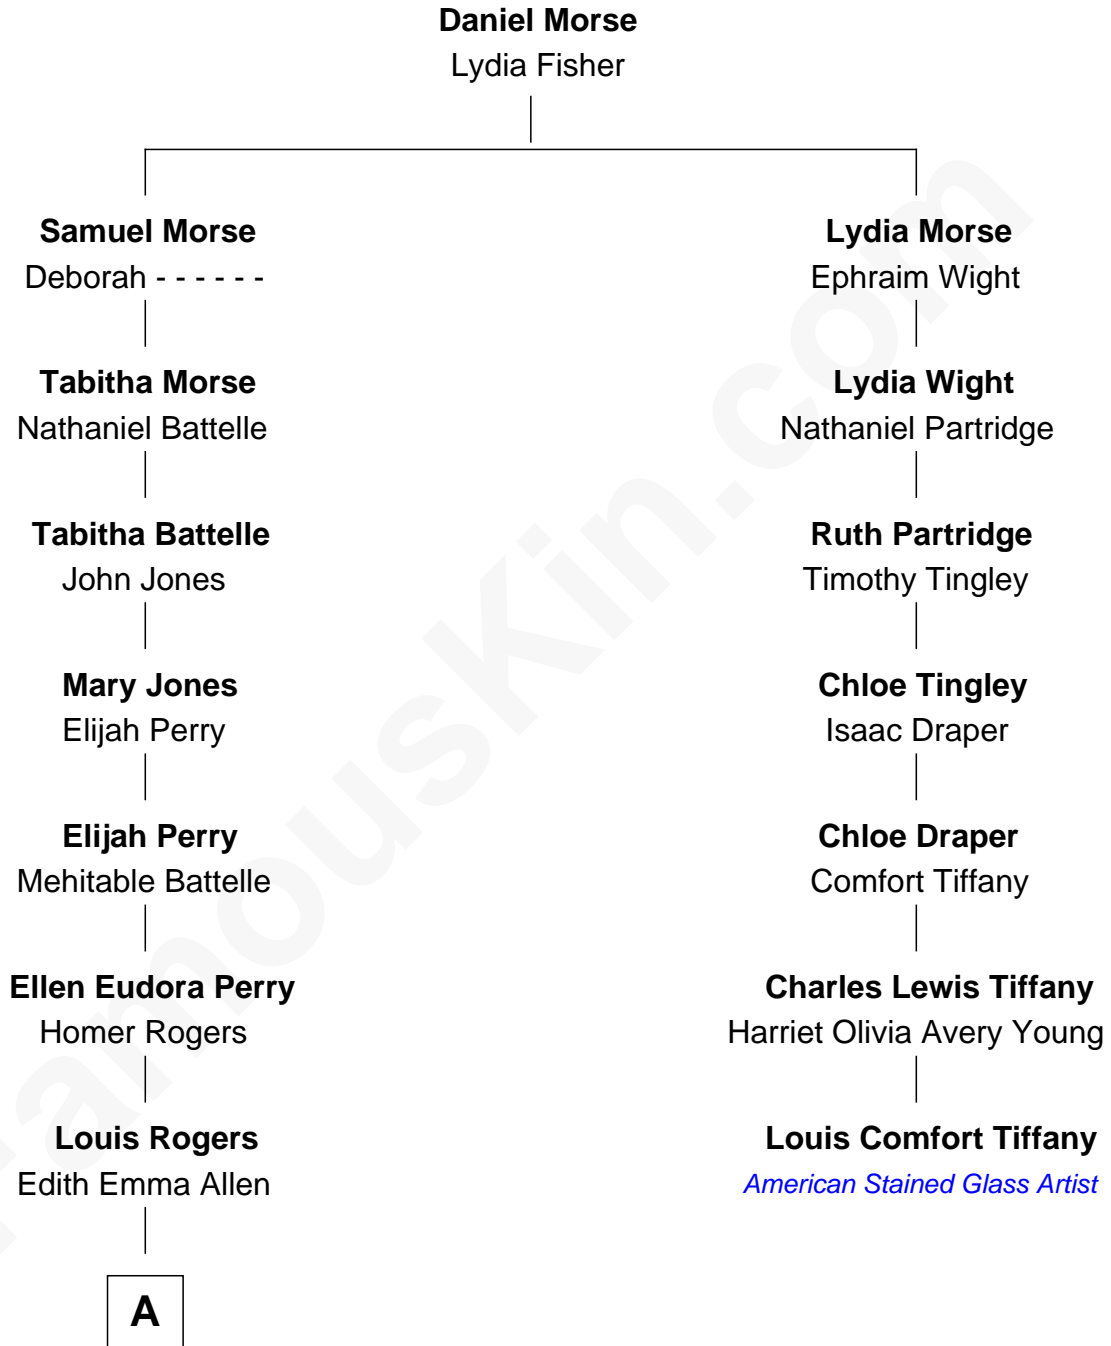 Daniel Morse
Lydia Fisher
Samuel Morse
Deborah - - - - - -
Tabitha Morse
Nathaniel Battelle
Tabitha Battelle
John Jones
Mary Jones
Elijah Perry
Elijah Perry
Mehitable Battelle
Ellen Eudora Perry
Homer Rogers
Louis Rogers
Edith Emma Allen
A
Lydia Morse
Ephraim Wight
Lydia Wight
Nathaniel Partridge
Ruth Partridge
Timothy Tingley
Chloe Tingley
Isaac Draper
Chloe Draper
Comfort Tiffany
Charles Lewis Tiffany
Harriet Olivia Avery Young
Louis Comfort Tiffany
American Stained Glass Artist
FamousKin.com